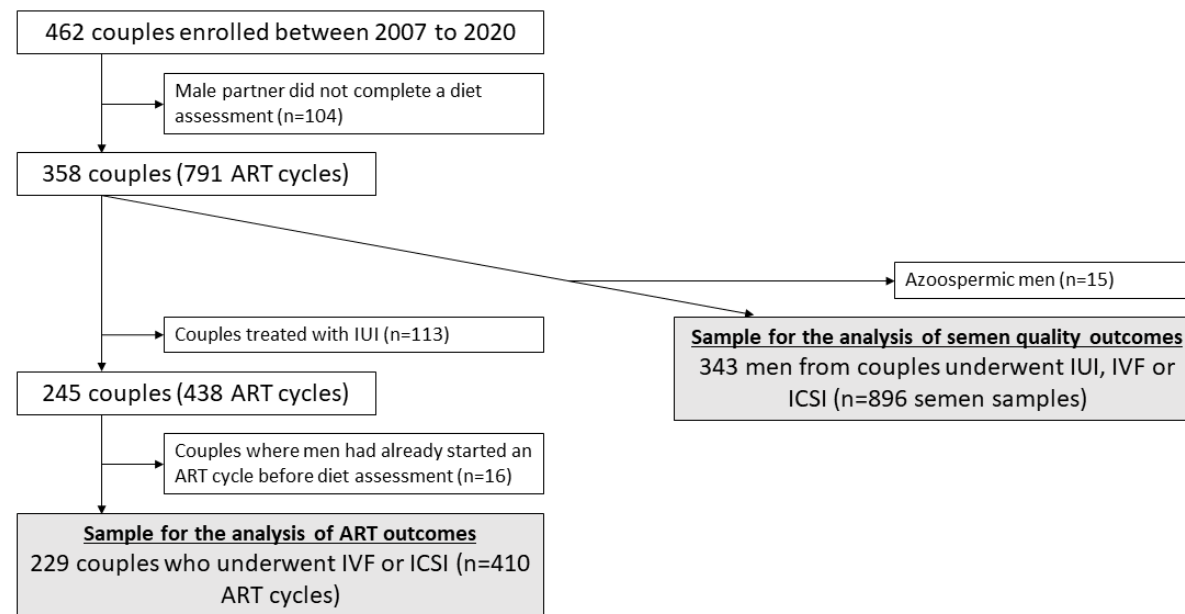 462 couples enrolled between 2007 to 2020
Male partner did not complete a diet
assessment (n=104)
358 couples (791 ART cycles)
Azoospermic men (n=15)
Couples treated with IUI (n=113)
Sample for the analysis of semen quality outcomes
343 men from couples underwent IUI, IVF or
ICSI (n=896 semen samples)
245 couples (438 ART cycles)
Couples where men had already started an
ART cycle before diet assessment (n=16)
Sample for the analysis of ART outcomes
229 couples who underwent IVF or ICSI (n=410
ART cycles)